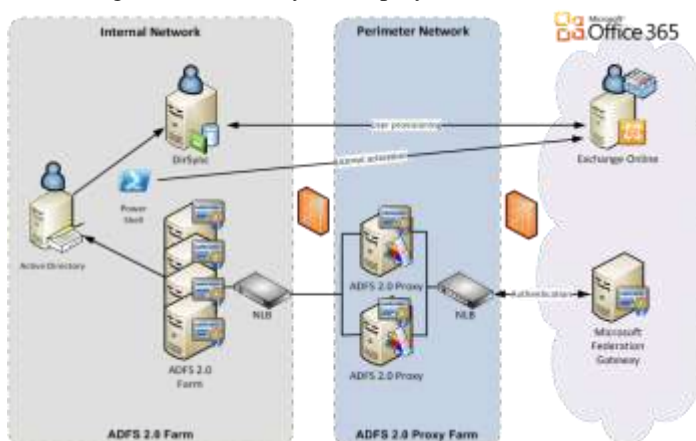 Internal Network
Perimeter Network
Microsoft
Office 365
User provisioning
DirSync
Exchange Online
Power
Shell
Active Directory
ADFS 2.0 Proxy
NLB
NLB
Authentication
ADFS 2.0
Farm
ADFS 2.0 Proxy
Microsoft
Federation
Gateway
ADFS 2.0 Farm
ADFS 2.0 Proxy Farm